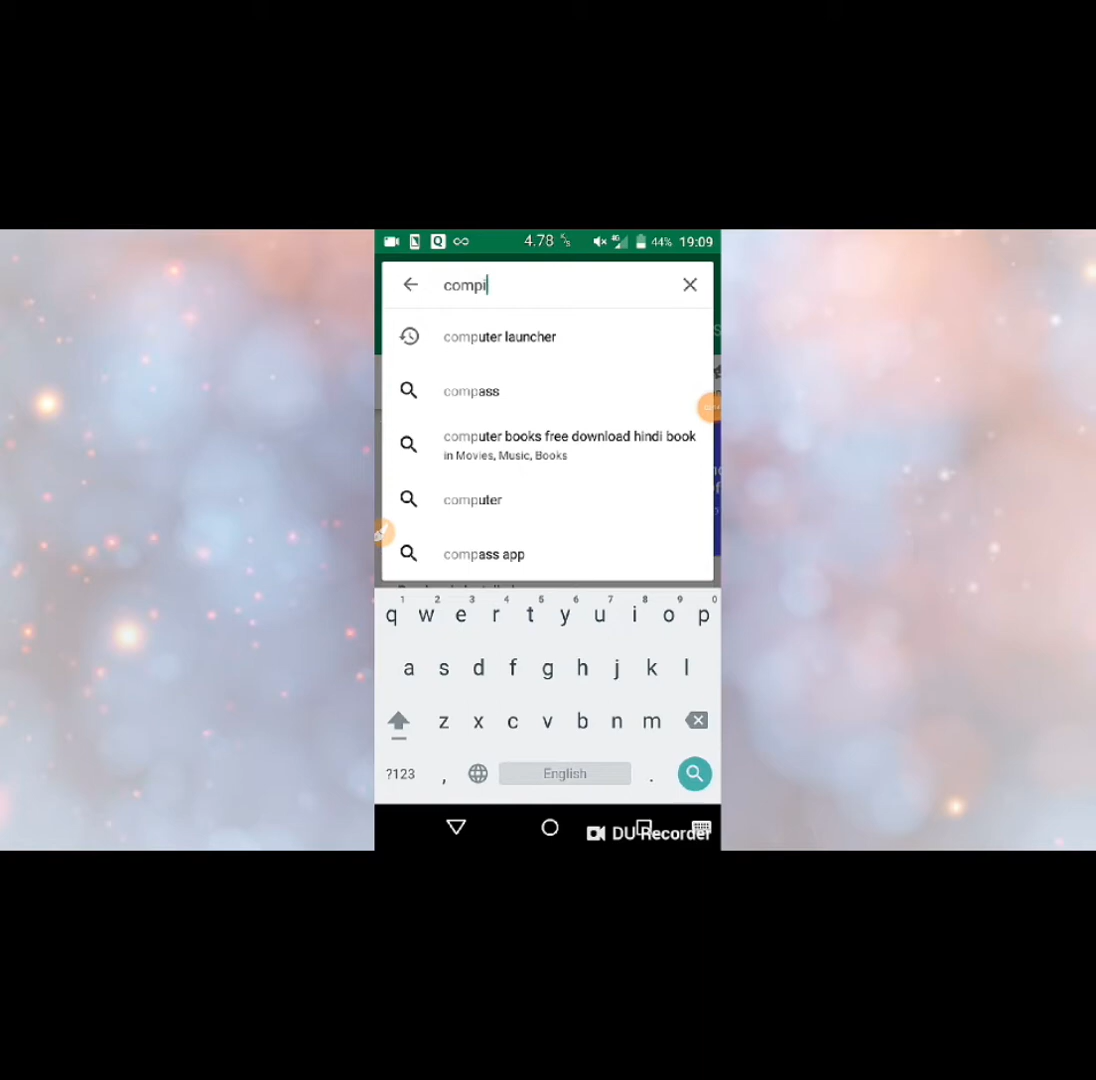 4.78 K/s 4G 44% 19:09
compi
computer launcher
compass
computer books free download hindi book
in Movies, Music, Books
computer
compass app
1 2 3 4 5 6 7 8 9 0
q w e r t y u i o p
a s d f g h j k l
z x c v b n m
?123 , English .
DU Recorder